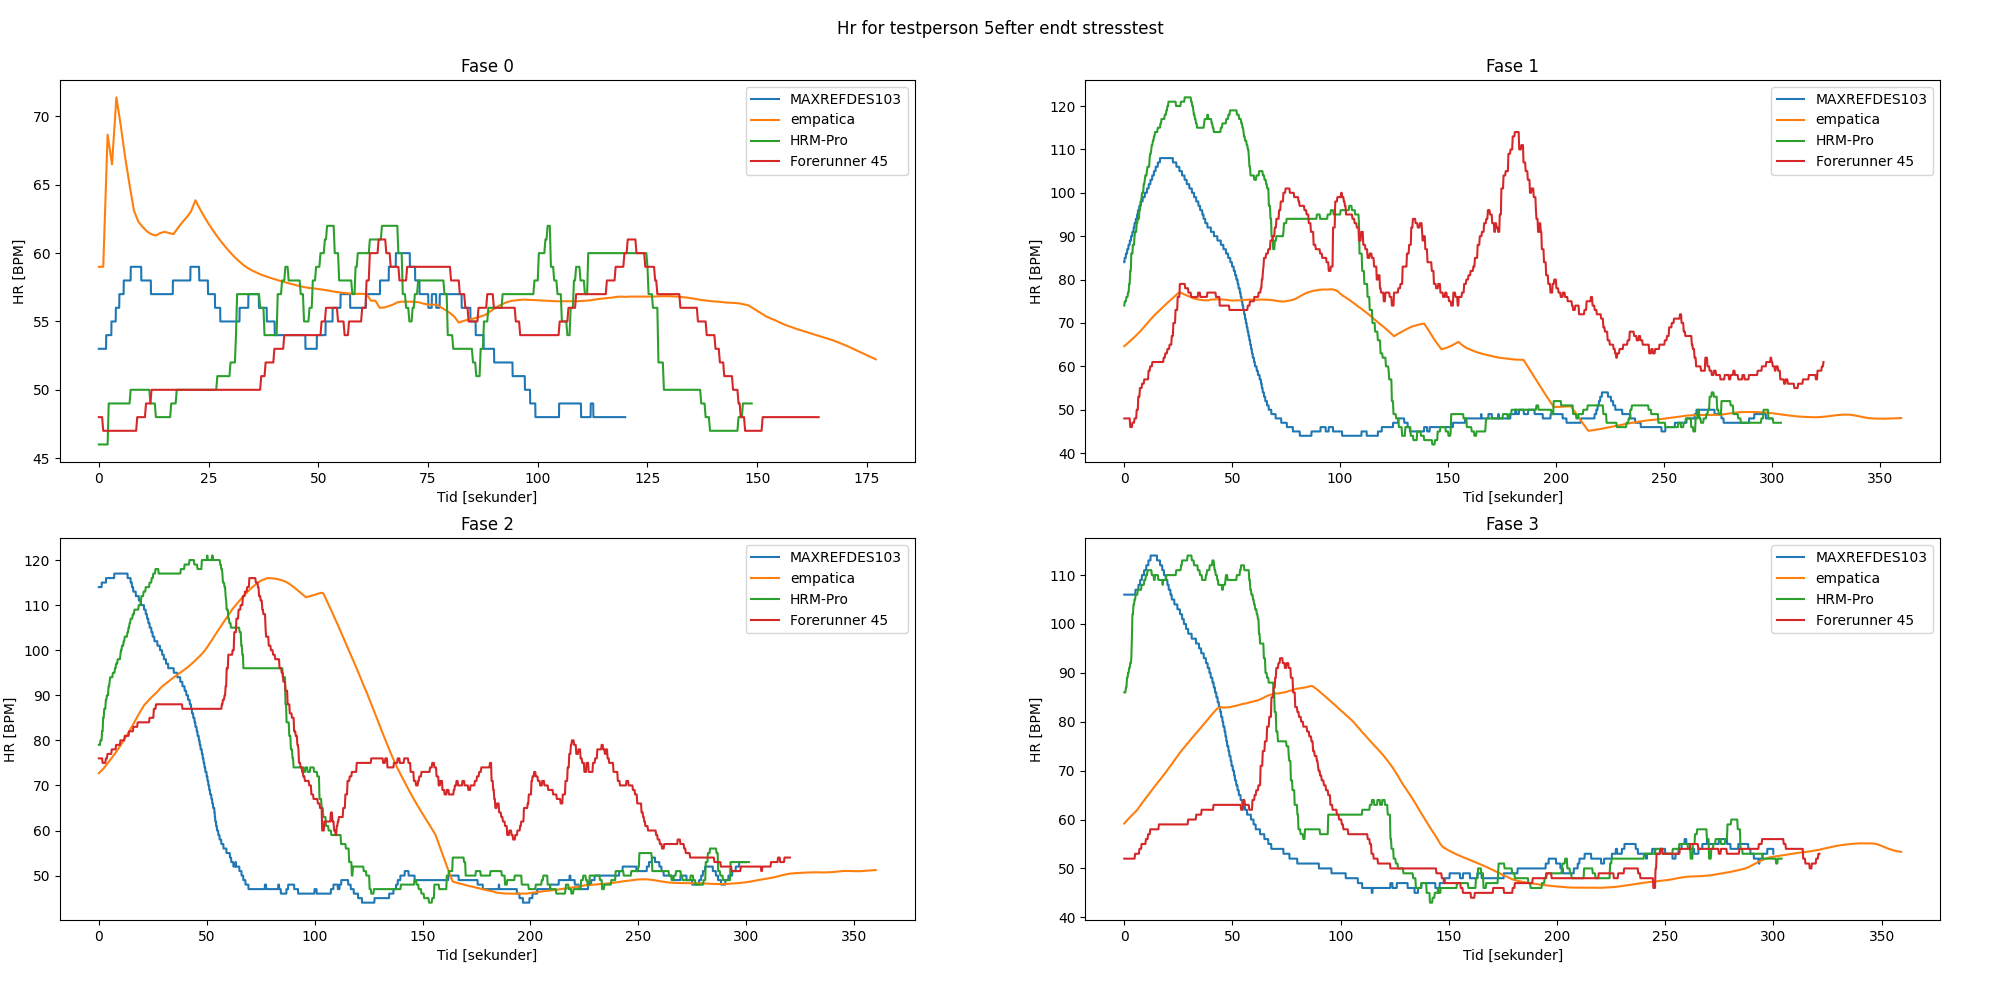 Hr for testperson 5efter endt stresstest
Fase 0
HR [BPM]
70
65
60
55
50
45
MAXREFDES103
empatica
HRM-Pro
Forerunner 45
0 25 50 75 100 125 150 175
Tid [sekunder]
Fase 1
HR [BPM]
120
110
100
90
80
70
60
50
40
MAXREFDES103
empatica
HRM-Pro
Forerunner 45
0 50 100 150 200 250 300 350
Tid [sekunder]
Fase 2
HR [BPM]
120
110
100
90
80
70
60
50
MAXREFDES103
empatica
HRM-Pro
Forerunner 45
0 50 100 150 200 250 300 350
Tid [sekunder]
Fase 3
HR [BPM]
110
100
90
80
70
60
50
40
MAXREFDES103
empatica
HRM-Pro
Forerunner 45
0 50 100 150 200 250 300 350
Tid [sekunder]